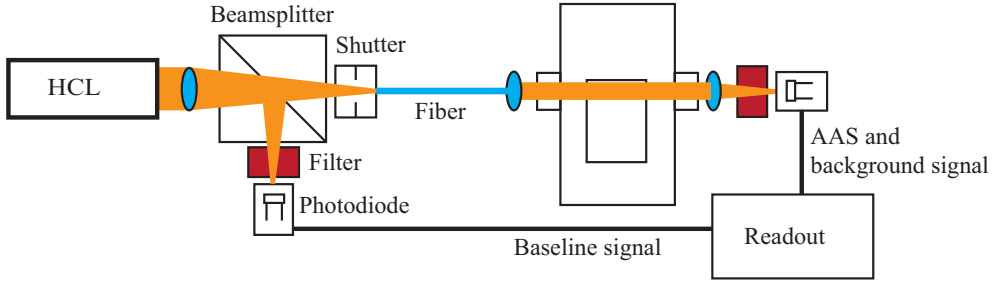 Beamsplitter
Shutter
HCL
Fiber
Filter
AAS and
background signal
Photodiode
Baseline signal
Readout